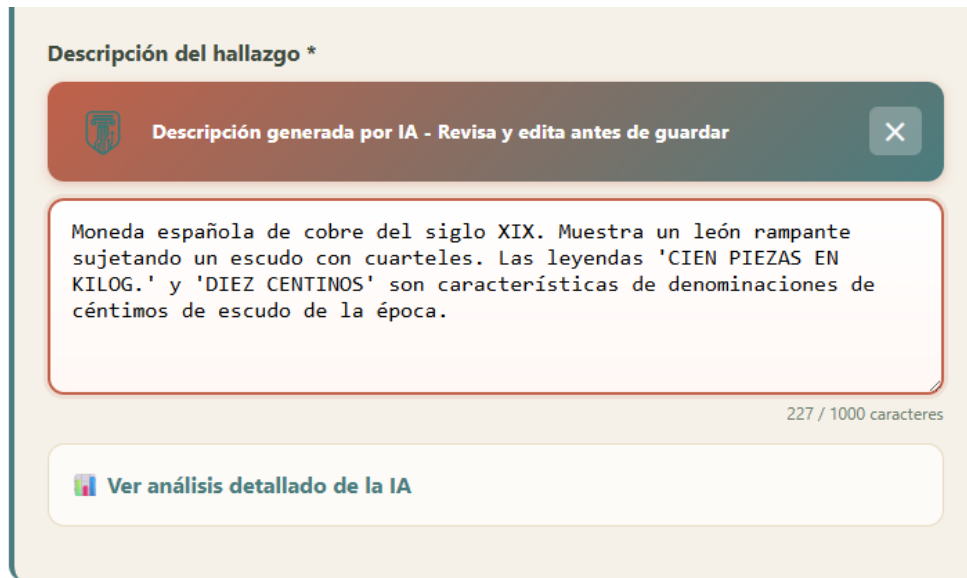 Descripción del hallazgo *
Descripción generada por IA - Revisa y edita antes de guardar
Moneda española de cobre del siglo XIX. Muestra un león rampante
sujetando un escudo con cuarteles. Las leyendas 'CIEN PIEZAS EN
KILOG.' y 'DIEZ CENTINOS' son características de denominaciones de
céntimos de escudo de la época.
227 / 1000 caracteres
Ver análisis detallado de la IA